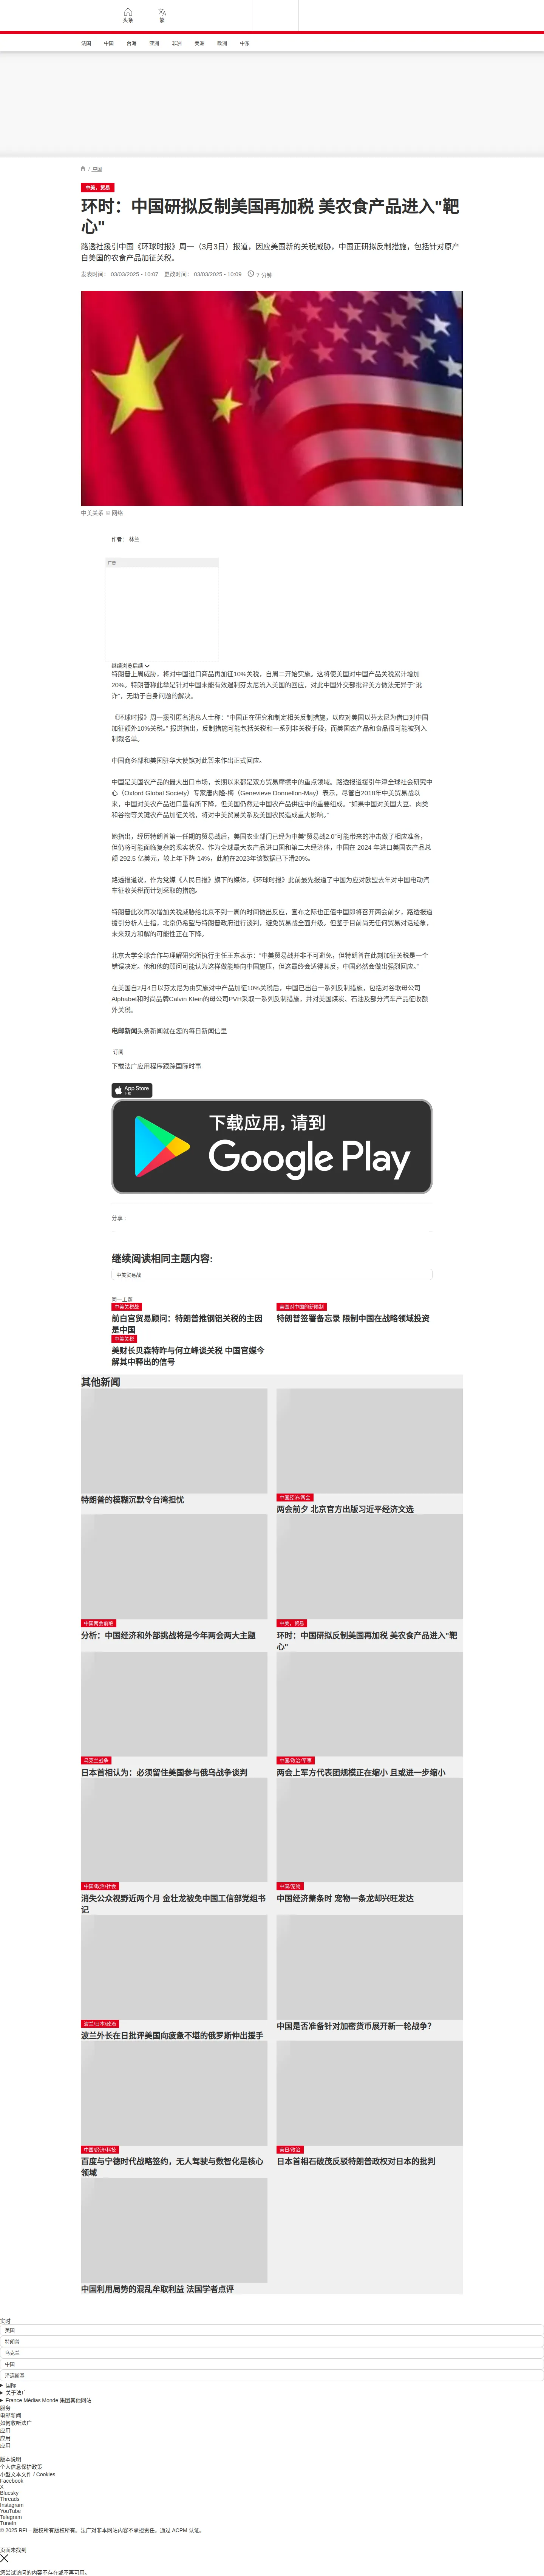 头条
繁
法国
中国
台海
亚洲
非洲
美洲
欧洲
中东
/ 中国
中美，贸易
环时：中国研拟反制美国再加税 美农食产品进入"靶
心"
路透社援引中国《环球时报》周一（3月3日）报道，因应美国新的关税威胁，中国正研拟反制措施，包括针对原产
自美国的农食产品加征关税。
发表时间： 03/03/2025 - 10:07 更改时间： 03/03/2025 - 10:09 7 分钟
中美关系 © 网络
作者： 林兰
广告
继续浏览后续
特朗普上周威胁，将对中国进口商品再加征10%关税，自周二开始实施。这将使美国对中国产品关税累计增加
20%。特朗普称此举是针对中国未能有效遏制芬太尼流入美国的回应，对此中国外交部批评美方做法无异于“讹
诈”，无助于自身问题的解决。
《环球时报》周一援引匿名消息人士称：“中国正在研究和制定相关反制措施，以应对美国以芬太尼为借口对中国
加征额外10%关税。” 报道指出，反制措施可能包括关税和一系列非关税手段，而美国农产品和食品很可能被列入
制裁名单。
中国商务部和美国驻华大使馆对此暂未作出正式回应。
中国是美国农产品的最大出口市场，长期以来都是双方贸易摩擦中的重点领域。路透报道援引牛津全球社会研究中
心（Oxford Global Society）专家唐内隆-梅（Genevieve Donnellon-May）表示，尽管自2018年中美贸易战以
来，中国对美农产品进口量有所下降，但美国仍然是中国农产品供应中的重要组成。“如果中国对美国大豆、肉类
和谷物等关键农产品加征关税，将对中美贸易关系及美国农民造成重大影响。”
她指出，经历特朗普第一任期的贸易战后，美国农业部门已经为中美“贸易战2.0”可能带来的冲击做了相应准备，
但仍将可能面临复杂的现实状况。作为全球最大农产品进口国和第二大经济体，中国在 2024 年进口美国农产品总
额 292.5 亿美元，较上年下降 14%，此前在2023年该数据已下滑20%。
路透报道说，作为党媒《人民日报》旗下的媒体，《环球时报》此前最先报道了中国为应对欧盟去年对中国电动汽
车征收关税而计划采取的措施。
特朗普此次再次增加关税威胁给北京不到一周的时间做出反应，宣布之际也正值中国即将召开两会前夕，路透报道
援引分析人士指，北京仍希望与特朗普政府进行谈判，避免贸易战全面升级。但鉴于目前尚无任何贸易对话迹象，
未来双方和解的可能性正在下降。
北京大学全球合作与理解研究所执行主任王东表示：“中美贸易战并非不可避免，但特朗普在此刻加征关税是一个
错误决定。他和他的顾问可能认为这样做能够向中国施压，但这最终会适得其反，中国必然会做出强烈回应。”
在美国自2月4日以芬太尼为由实施对中产品加征10%关税后，中国已出台一系列反制措施，包括对谷歌母公司
Alphabet和时尚品牌Calvin Klein的母公司PVH采取一系列反制措施，并对美国煤炭、石油及部分汽车产品征收额
外关税。
电邮新闻头条新闻就在您的每日新闻信里
订阅
下载法广应用程序跟踪国际时事
App Store
下载应用，请到
Google Play
分享 :
继续阅读相同主题内容:
中美贸易战
同一主题
中美关税战
前白宫贸易顾问：特朗普推钢铝关税的主因
是中国
美国对中国的新限制
特朗普签署备忘录 限制中国在战略领域投资
中美关税
美财长贝森特昨与何立峰谈关税 中国官媒今
解其中释出的信号
其他新闻
特朗普的模糊沉默令台湾担忧
中国经济/两会
两会前夕 北京官方出版习近平经济文选
中国两会前瞻
分析：中国经济和外部挑战将是今年两会两大主题
中美，贸易
环时：中国研拟反制美国再加税 美农食产品进入"靶
心"
乌克兰战争
日本首相认为：必须留住美国参与俄乌战争谈判
中国/政治/军事
两会上军方代表团规模正在缩小 且或进一步缩小
中国/政治/社会
消失公众视野近两个月 金壮龙被免中国工信部党组书
记
中国/宠物
中国经济萧条时 宠物一条龙却兴旺发达
波兰/日本/政治
波兰外长在日批评美国向疲惫不堪的俄罗斯伸出援手
中国是否准备针对加密货币展开新一轮战争？
中国/经济/科技
百度与宁德时代战略签约，无人驾驶与数智化是核心
领域
美日/政治
日本首相石破茂反驳特朗普政权对日本的批判
中国利用局势的混乱牟取利益 法国学者点评
实时
美国
特朗普
乌克兰
中国
泽连斯基
国际
关于法广
France Médias Monde 集团其他网站
服务
电邮新闻
如何收听法广
应用
应用
应用
版本说明
个人信息保护政策
小型文本文件 / Cookies
Facebook
X
Bluesky
Threads
Instagram
YouTube
Telegram
TuneIn
© 2025 RFI – 版权所有版权所有。法广对非本网站内容不承担责任。通过 ACPM 认证。
页面未找到
您尝试访问的内容不存在或不再可用。